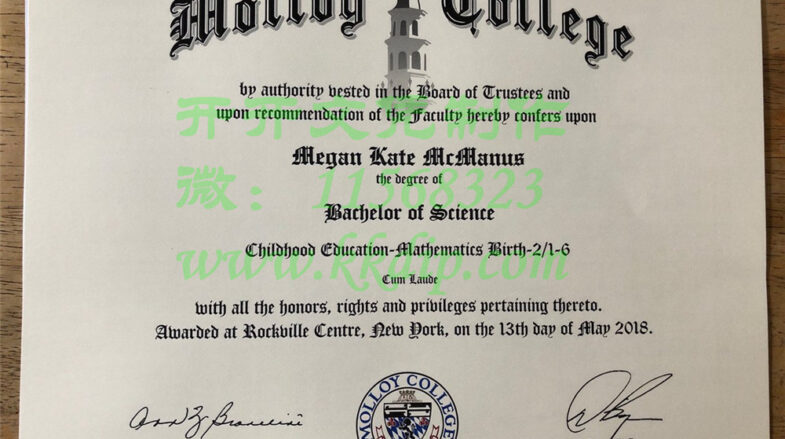 Molloy College
by authority vested in the Board of Trustees and
upon recommendation of the Faculty hereby confers upon
开开文凭制作
Megan Kate McManus
the degree of
微: 11568323
Bachelor of Science
Childhood Education-Mathematics Birth-2/1-6
www.kkdip.com
Cum Laude
with all the honors, rights and privileges pertaining thereto.
Awarded at Rockville Centre, New York, on the 13th day of May 2018.
MOLLOY COLLEGE